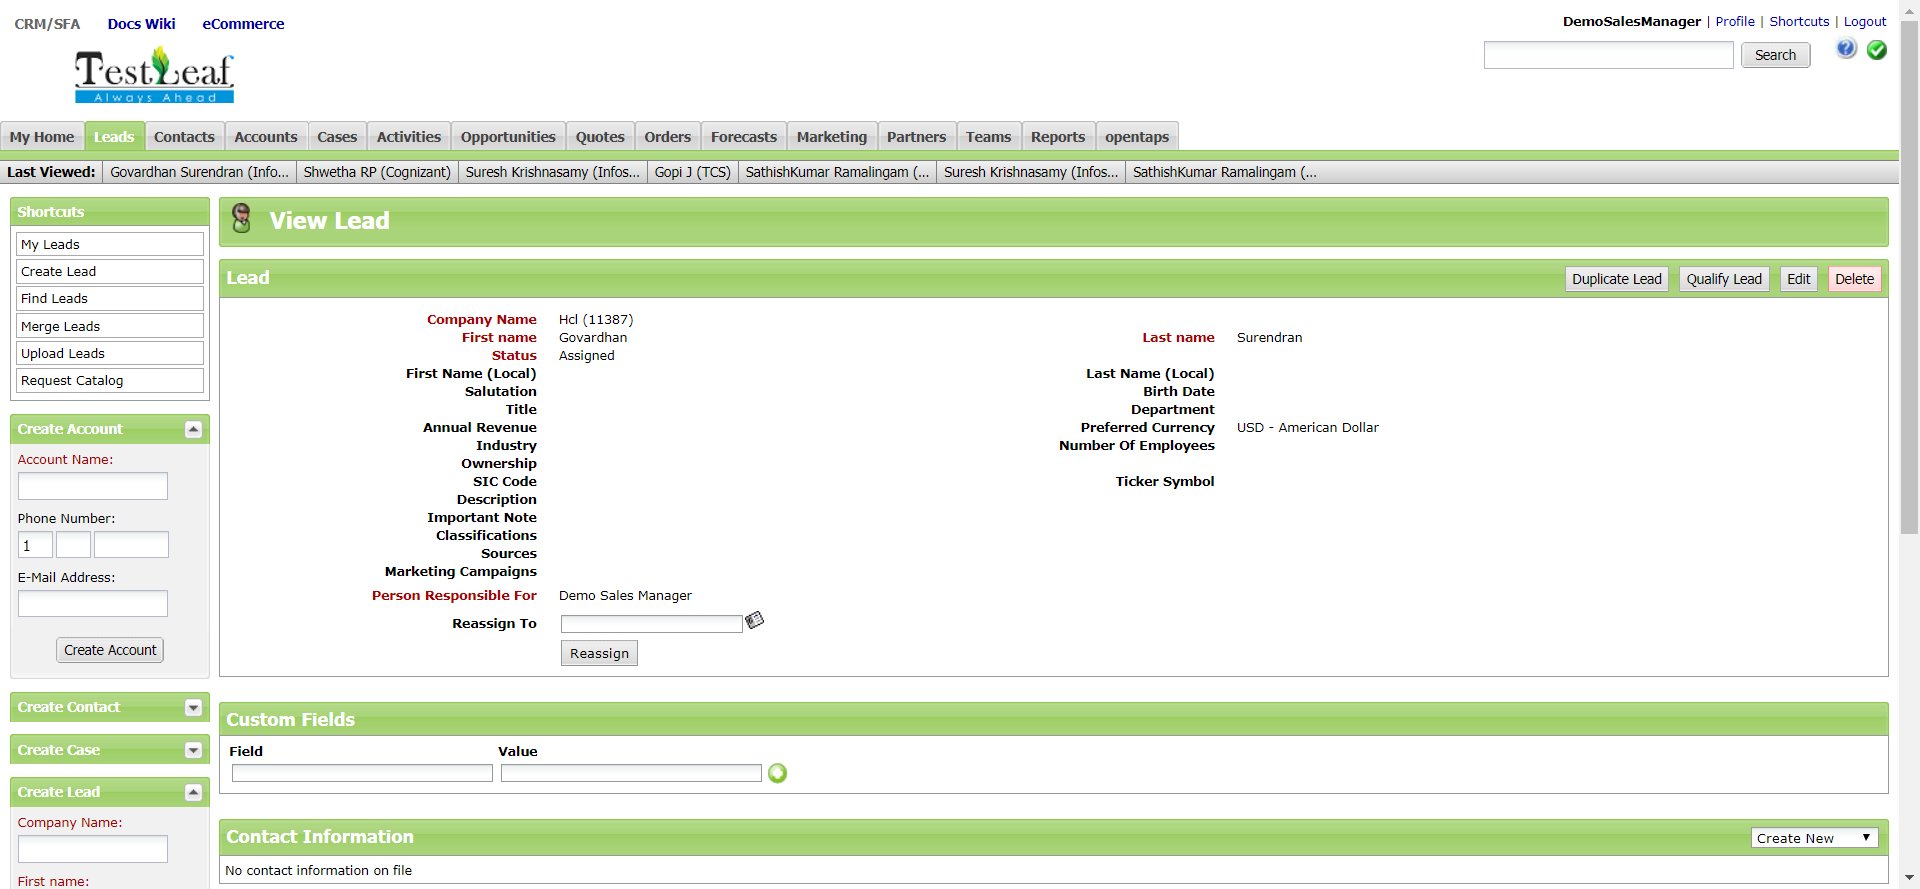 CRM/SFA Docs Wiki eCommerce
DemoSalesManager | Profile | Shortcuts | Logout
TestLeaf
Always Ahead
Search
My Home Leads Contacts Accounts Cases Activities Opportunities Quotes Orders Forecasts Marketing Partners Teams Reports opentaps
Last Viewed: Govardhan Surendran (Info... Shwetha RP (Cognizant) Suresh Krishnasamy (Infos... Gopi J (TCS) SathishKumar Ramalingam (... Suresh Krishnasamy (Infos... SathishKumar Ramalingam (...
Shortcuts
My Leads
Create Lead
Find Leads
Merge Leads
Upload Leads
Request Catalog
Create Account
Account Name:
Phone Number:
1
E-Mail Address:
Create Account
Create Contact
Create Case
Create Lead
Company Name:
First name:
View Lead
Lead
Duplicate Lead Qualify Lead Edit Delete
Company Name Hcl (11387)
First name Govardhan Last name Surendran
Status Assigned
First Name (Local) Last Name (Local)
Salutation Birth Date
Title Department
Annual Revenue Preferred Currency USD - American Dollar
Industry Number Of Employees
Ownership
SIC Code Ticker Symbol
Description
Important Note
Classifications
Sources
Marketing Campaigns
Person Responsible For Demo Sales Manager
Reassign To
Reassign
Custom Fields
Field Value
Contact Information
Create New
No contact information on file